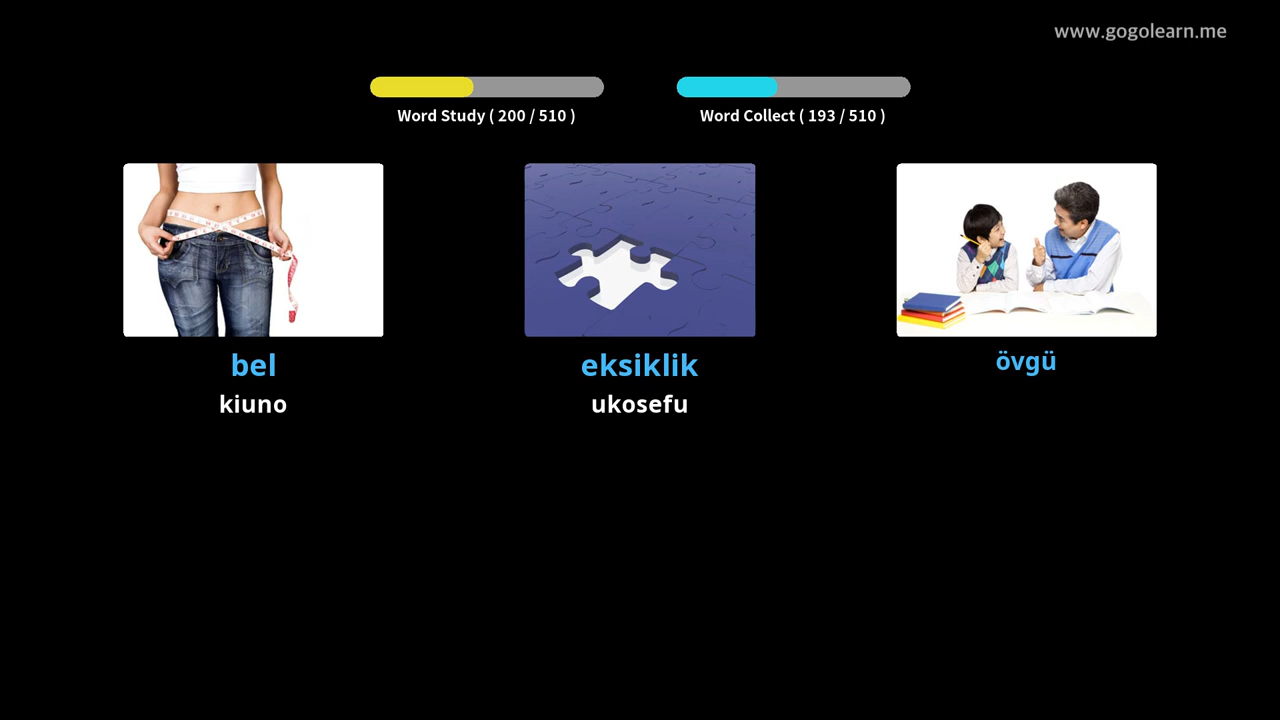 www.gogolearn.me
Word Study ( 200 / 510 )
Word Collect ( 193 / 510 )
bel
kiuno
eksiklik
ukosefu
övgü